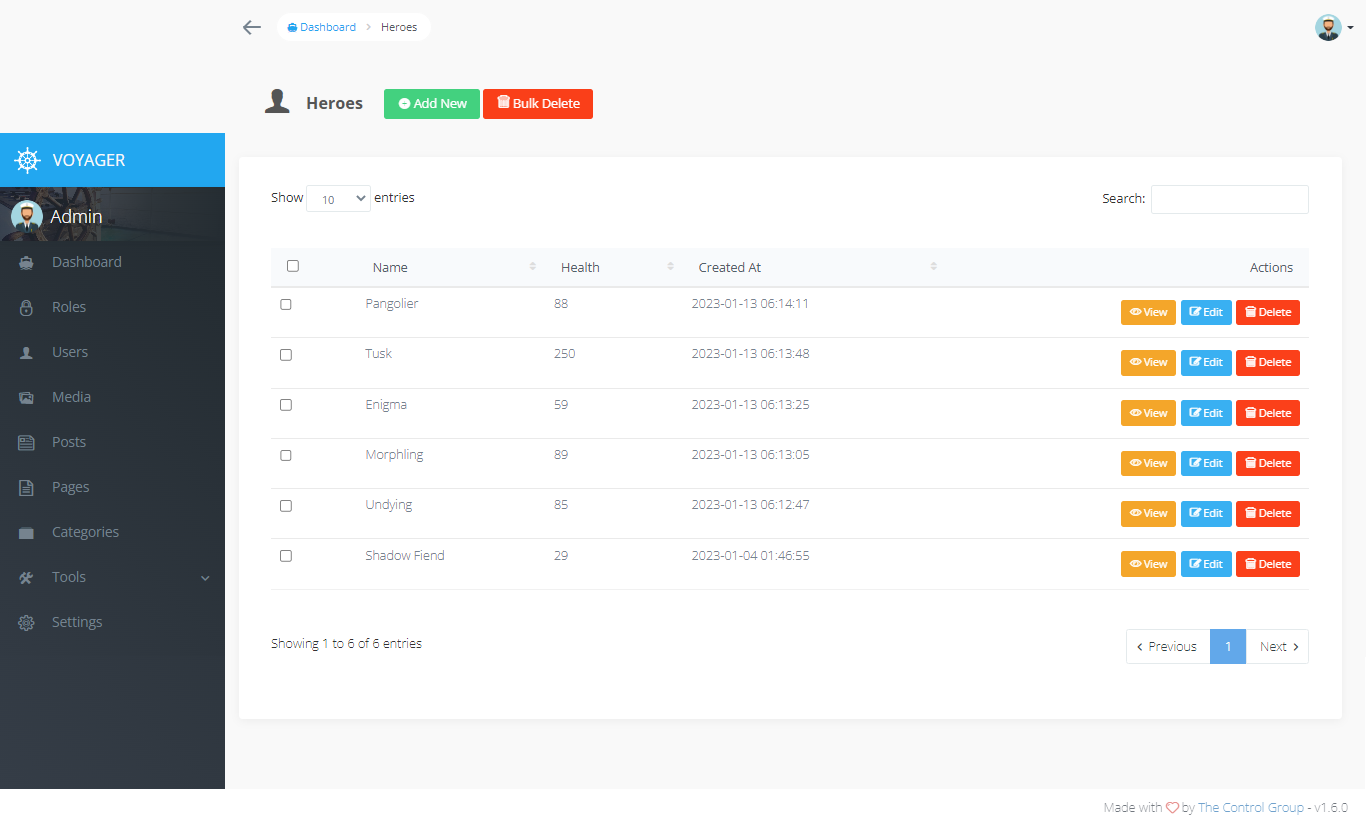 Dashboard > Heroes
Heroes Add New Bulk Delete
VOYAGER
Admin
Dashboard
Roles
Users
Media
Posts
Pages
Categories
Tools
Settings
Show 10 entries Search:
Name Health Created At Actions
Pangolier 88 2023-01-13 06:14:11 View Edit Delete
Tusk 250 2023-01-13 06:13:48 View Edit Delete
Enigma 59 2023-01-13 06:13:25 View Edit Delete
Morphling 89 2023-01-13 06:13:05 View Edit Delete
Undying 85 2023-01-13 06:12:47 View Edit Delete
Shadow Fiend 29 2023-01-04 01:46:55 View Edit Delete
Showing 1 to 6 of 6 entries ‹ Previous 1 Next ›
Made with ♡ by The Control Group - v1.6.0